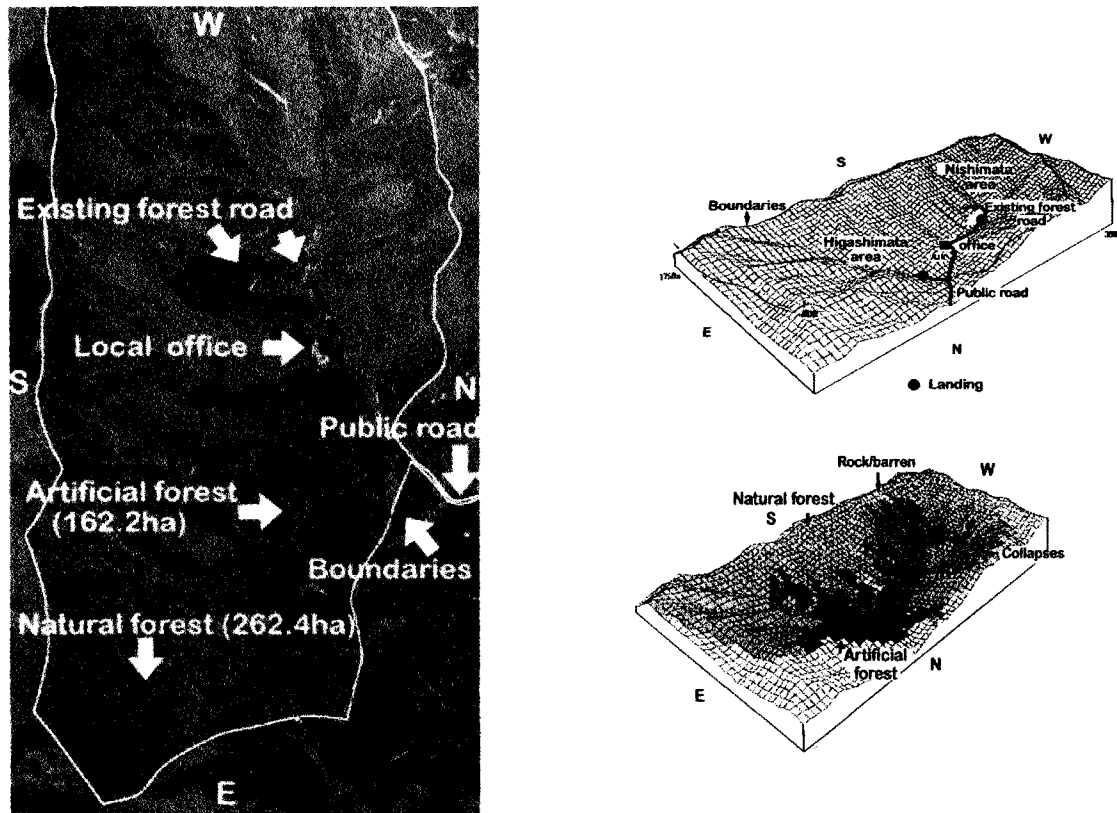 W
Existing forest road
Local office
S
N
Public road
Artificial forest
(162.2ha)
Boundaries
Natural forest (262.4ha)
E
W
S
Nishimata
area
Boundaries
Existing forest
road
Higashimata
area
office
Public road
E
N
Landing
Rock/barren
W
Natural forest
S
Collapses
Artificial
forest
N
E